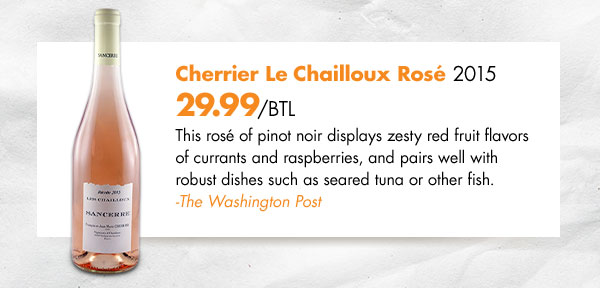 Cherrier Le Chailloux Rosé 2015
29.99/BTL
This rosé of pinot noir displays zesty red fruit flavors
of currants and raspberries, and pairs well with
robust dishes such as seared tuna or other fish.
-The Washington Post
SANCERRE
Récolte 2015
LES CHAILLOUX
SANCERRE